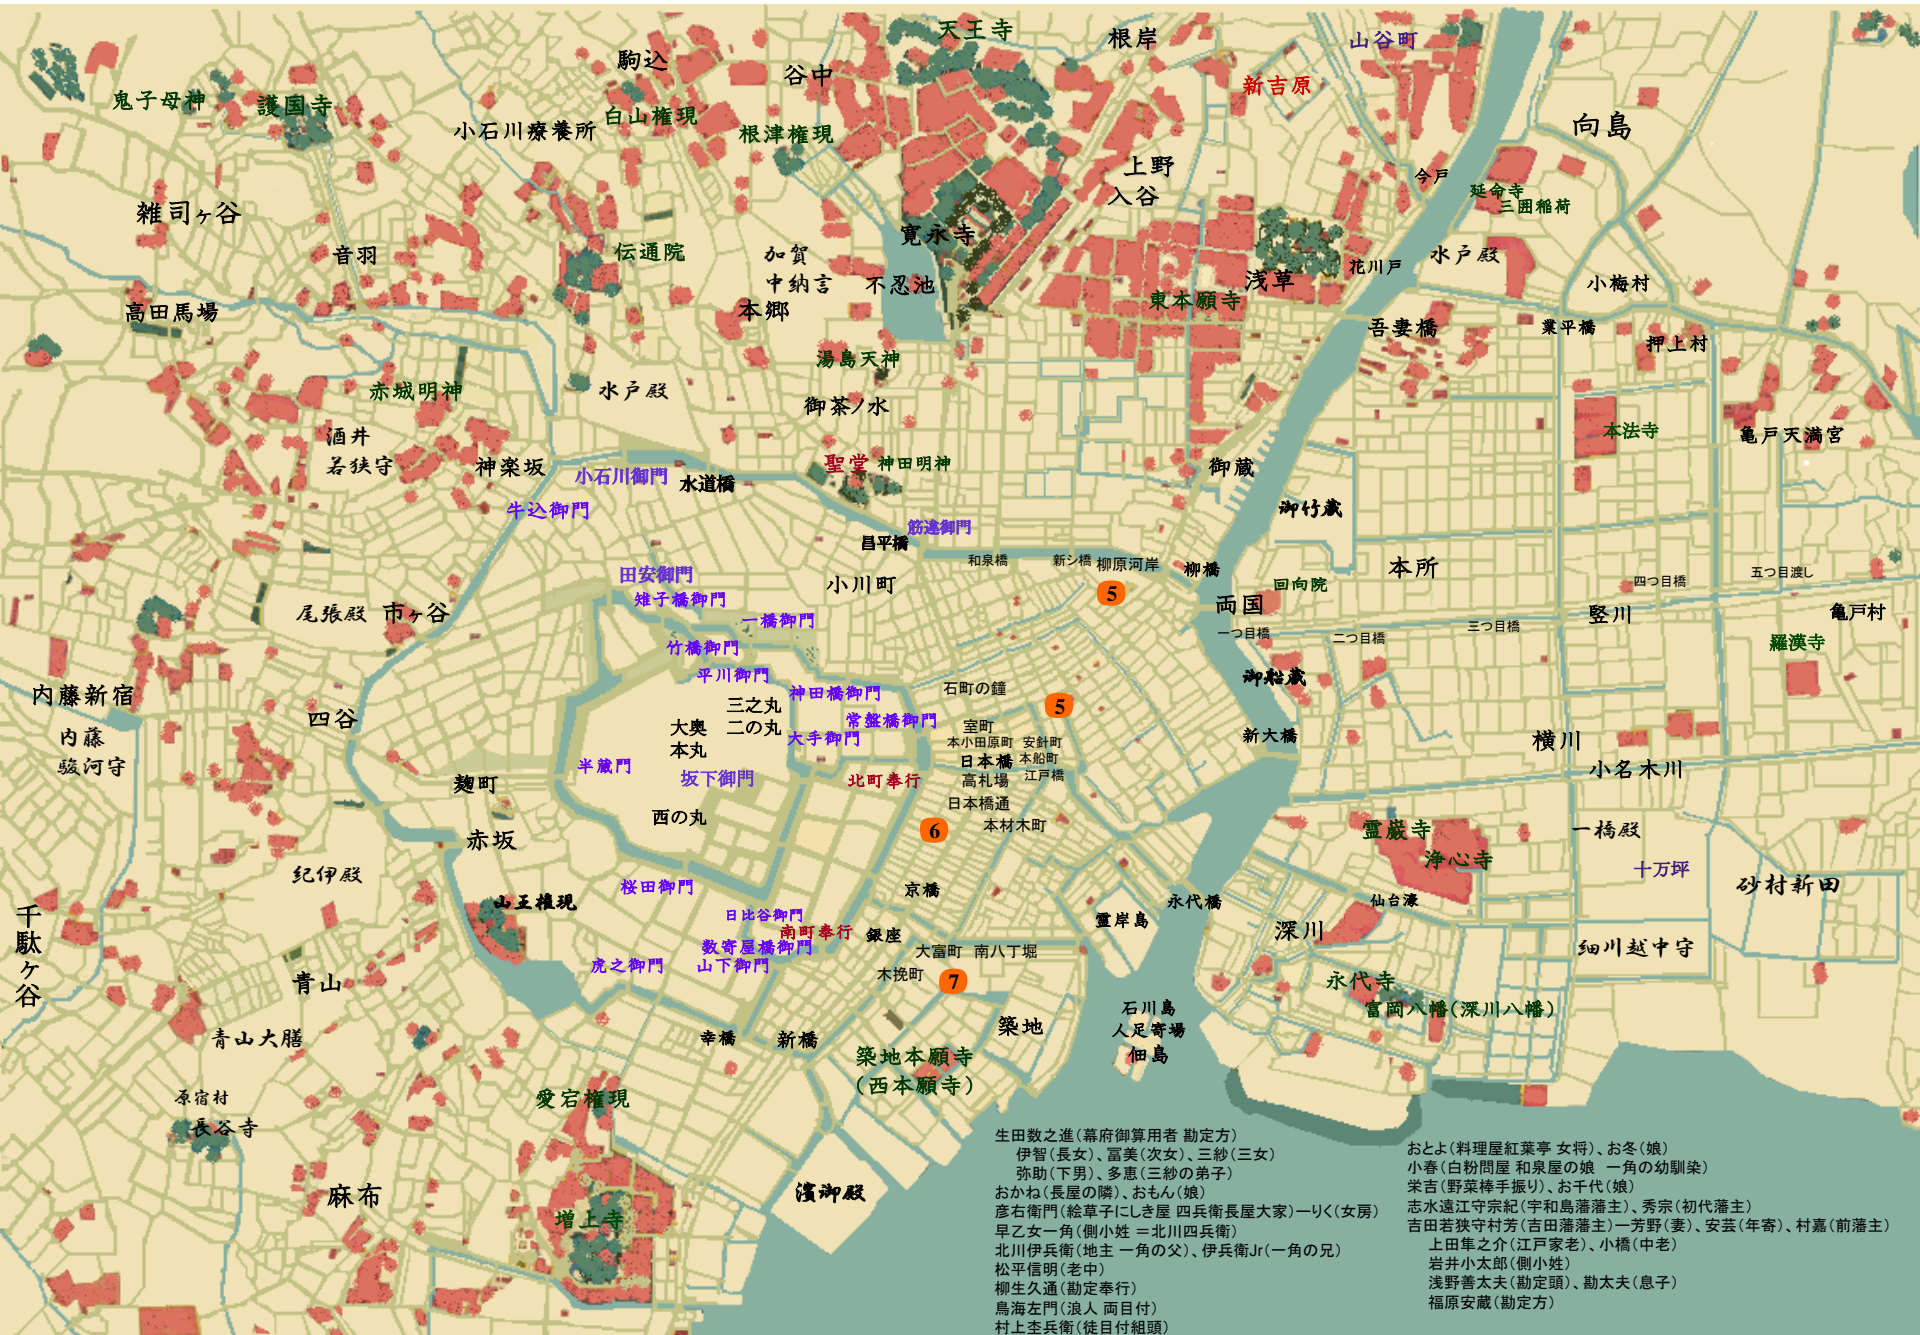 天王寺
根岸
山谷町
駒込
谷中
新吉原
鬼子母神
護国寺
小石川療養所
白山権現
根津権現
向島
上野
入谷
今戸
延命寺
三囲稲荷
雑司ヶ谷
音羽
伝通院
加賀
中納言
本郷
不忍池
寛永寺
浅草
東本願寺
花川戸
水戸殿
小梅村
高田馬場
吾妻橋
業平橋
押上村
湯島天神
赤城明神
水戸殿
御茶ノ水
酒井
若狭守
神楽坂
小石川御門
水道橋
聖堂
神田明神
御蔵
本法寺
亀戸天満宮
牛込御門
筋違御門
昌平橋
御竹蔵
和泉橋
新シ橋
柳原河岸
柳橋
本所
田安御門
雉子橋御門
小川町
5
回向院
四つ目橋
五つ目渡し
尾張殿
市ヶ谷
一橋御門
両国
一つ目橋
二つ目橋
三つ目橋
竪川
亀戸村
羅漢寺
竹橋御門
平川御門
神田橋御門
石町の鐘
御船蔵
内藤新宿
四谷
三之丸
大奥
二の丸
本丸
常盤橋御門
大手御門
室町
5
本小田原町
安針町
日本橋
本船町
新大橋
横川
内藤
駿河守
半蔵門
坂下御門
北町奉行
高札場
江戸橋
小名木川
麹町
西の丸
日本橋通
6
本材木町
霊巌寺
浄心寺
一橋殿
赤坂
紀伊殿
桜田御門
京橋
十万坪
砂村新田
山王権現
日比谷御門
南町奉行
銀座
霊岸島
永代橋
仙台濠
深川
千駄ヶ谷
数寄屋橋御門
山下御門
虎之御門
大富町
南八丁堀
木挽町
7
細川越中守
青山
永代寺
富岡八幡(深川八幡)
青山大膳
幸橋
新橋
築地
石川島
人足寄場
佃島
築地本願寺
(西本願寺)
原宿村
長谷寺
愛宕権現
麻布
増上寺
濱御殿
生田数之進(幕府御算用者 勘定方)
伊智(長女)、冨美(次女)、三紗(三女)
弥助(下男)、多恵(三紗の弟子)
おかね(長屋の隣)、おもん(娘)
彦右衛門(絵草子にしき屋 四兵衛長屋大家)ーりく(女房)
早乙女一角(側小姓 =北川四兵衛)
北川伊兵衛(地主 一角の父)、伊兵衛Jr(一角の兄)
松平信明(老中)
柳生久通(勘定奉行)
鳥海左門(浪人 両目付)
村上杢兵衛(徒目付組頭)
おとよ(料理屋紅葉亭 女将)、お冬(娘)
小春(白粉問屋 和泉屋の娘 一角の幼馴染)
栄吉(野菜棒手振り)、お千代(娘)
志水遠江守宗紀(宇和島藩藩主)、秀宗(初代藩主)
吉田若狭守村芳(吉田藩藩主)ー芳野(妻)、安芸(年寄)、村嘉(前藩主)
上田隼之介(江戸家老)、小橋(中老)
岩井小太郎(側小姓)
浅野善太夫(勘定頭)、勘太夫(息子)
福原安蔵(勘定方)